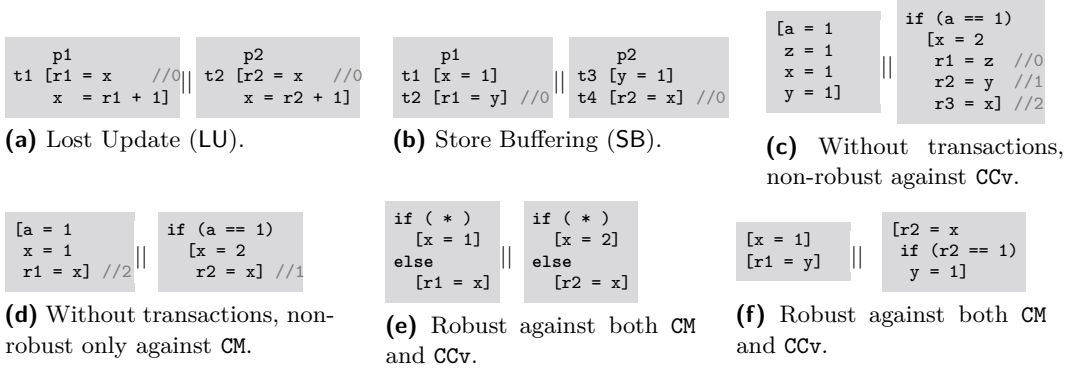 p1
t1 [r1 = x //0
x = r1 + 1]
||
p2
t2 [r2 = x //0
x = r2 + 1]
(a) Lost Update (LU).
p1
t1 [x = 1]
t2 [r1 = y] //0
||
p2
t3 [y = 1]
t4 [r2 = x] //0
(b) Store Buffering (SB).
[a = 1
z = 1
x = 1
y = 1]
||
if (a == 1)
[x = 2
r1 = z //0
r2 = y //1
r3 = x] //2
(c) Without transactions,
non-robust against CCv.
[a = 1
x = 1
r1 = x] //2
||
if (a == 1)
[x = 2
r2 = x] //1
(d) Without transactions, non-
robust only against CM.
if ( * )
[x = 1]
else
[r1 = x]
||
if ( * )
[x = 2]
else
[r2 = x]
(e) Robust against both CM
and CCv.
[x = 1]
[r1 = y]
||
[r2 = x
if (r2 == 1)
y = 1]
(f) Robust against both CM
and CCv.